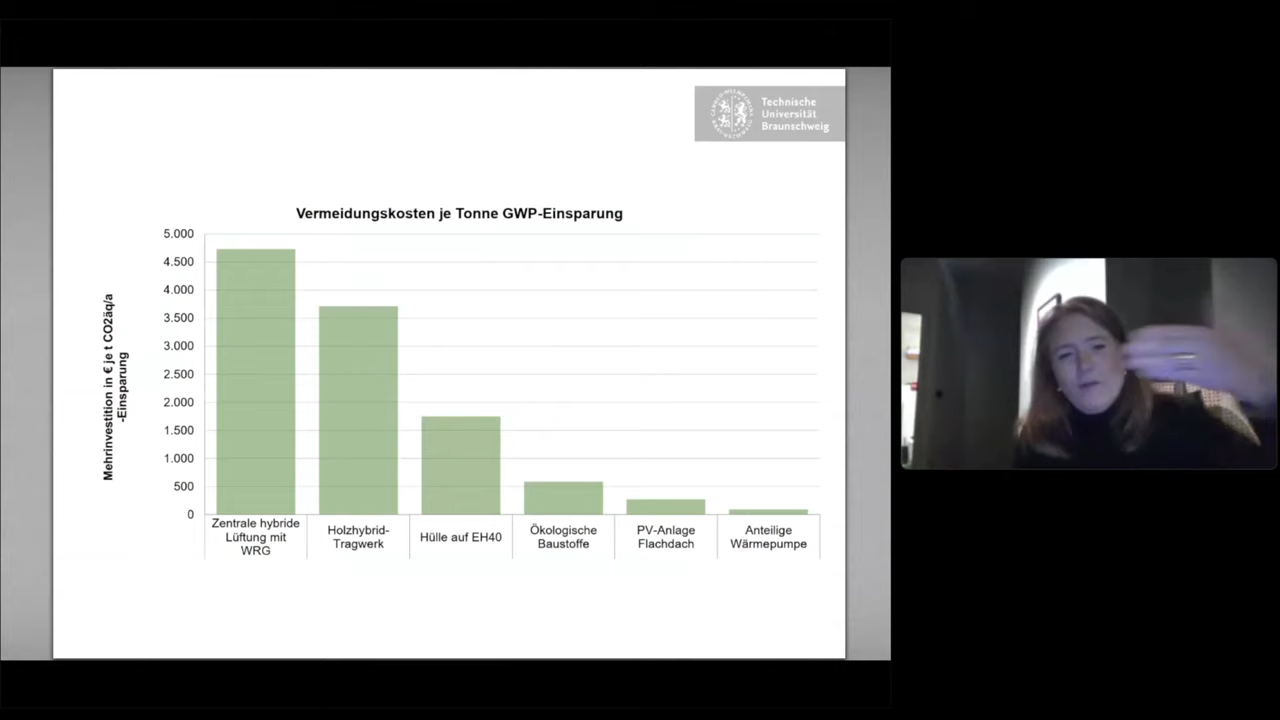 Technische
Universität
Braunschweig
Vermeidungskosten je Tonne GWP-Einsparung
Mehrinvestition in € je t CO2äq/a
-Einsparung
5.000
4.500
4.000
3.500
3.000
2.500
2.000
1.500
1.000
500
0
Zentrale hybride
Lüftung mit
WRG
Holzhybrid-
Tragwerk
Hülle auf EH40
Ökologische
Baustoffe
PV-Anlage
Flachdach
Anteilige
Wärmepumpe